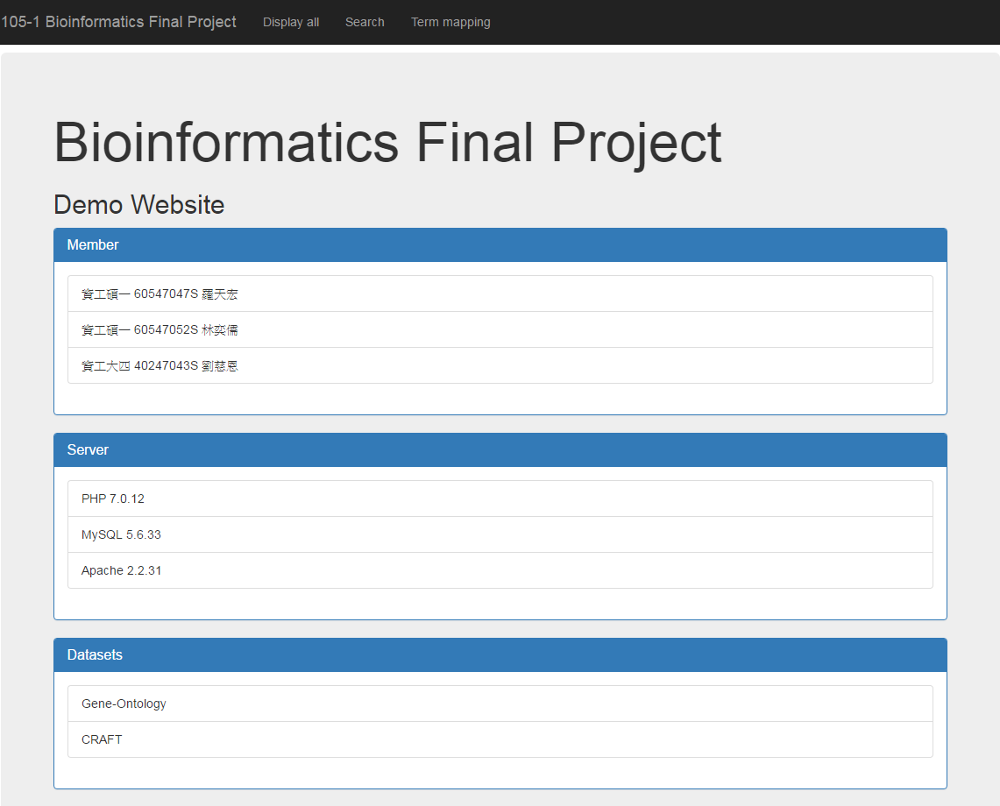 105-1 Bioinformatics Final Project Display all Search Term mapping
Bioinformatics Final Project
Demo Website
Member
資工碩一 60547047S 羅天宏
資工碩一 60547052S 林奕儒
資工大四 40247043S 劉慈恩
Server
PHP 7.0.12
MySQL 5.6.33
Apache 2.2.31
Datasets
Gene-Ontology
CRAFT